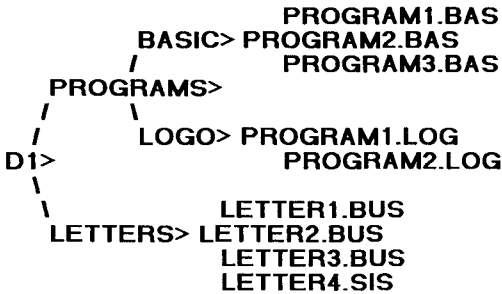 PROGRAM1.BAS
BASIC> PROGRAM2.BAS
PROGRAM3.BAS
PROGRAMS>
LOGO> PROGRAM1.LOG
D1> PROGRAM2.LOG
LETTER1.BUS
LETTERS> LETTER2.BUS
LETTER3.BUS
LETTER4.SIS